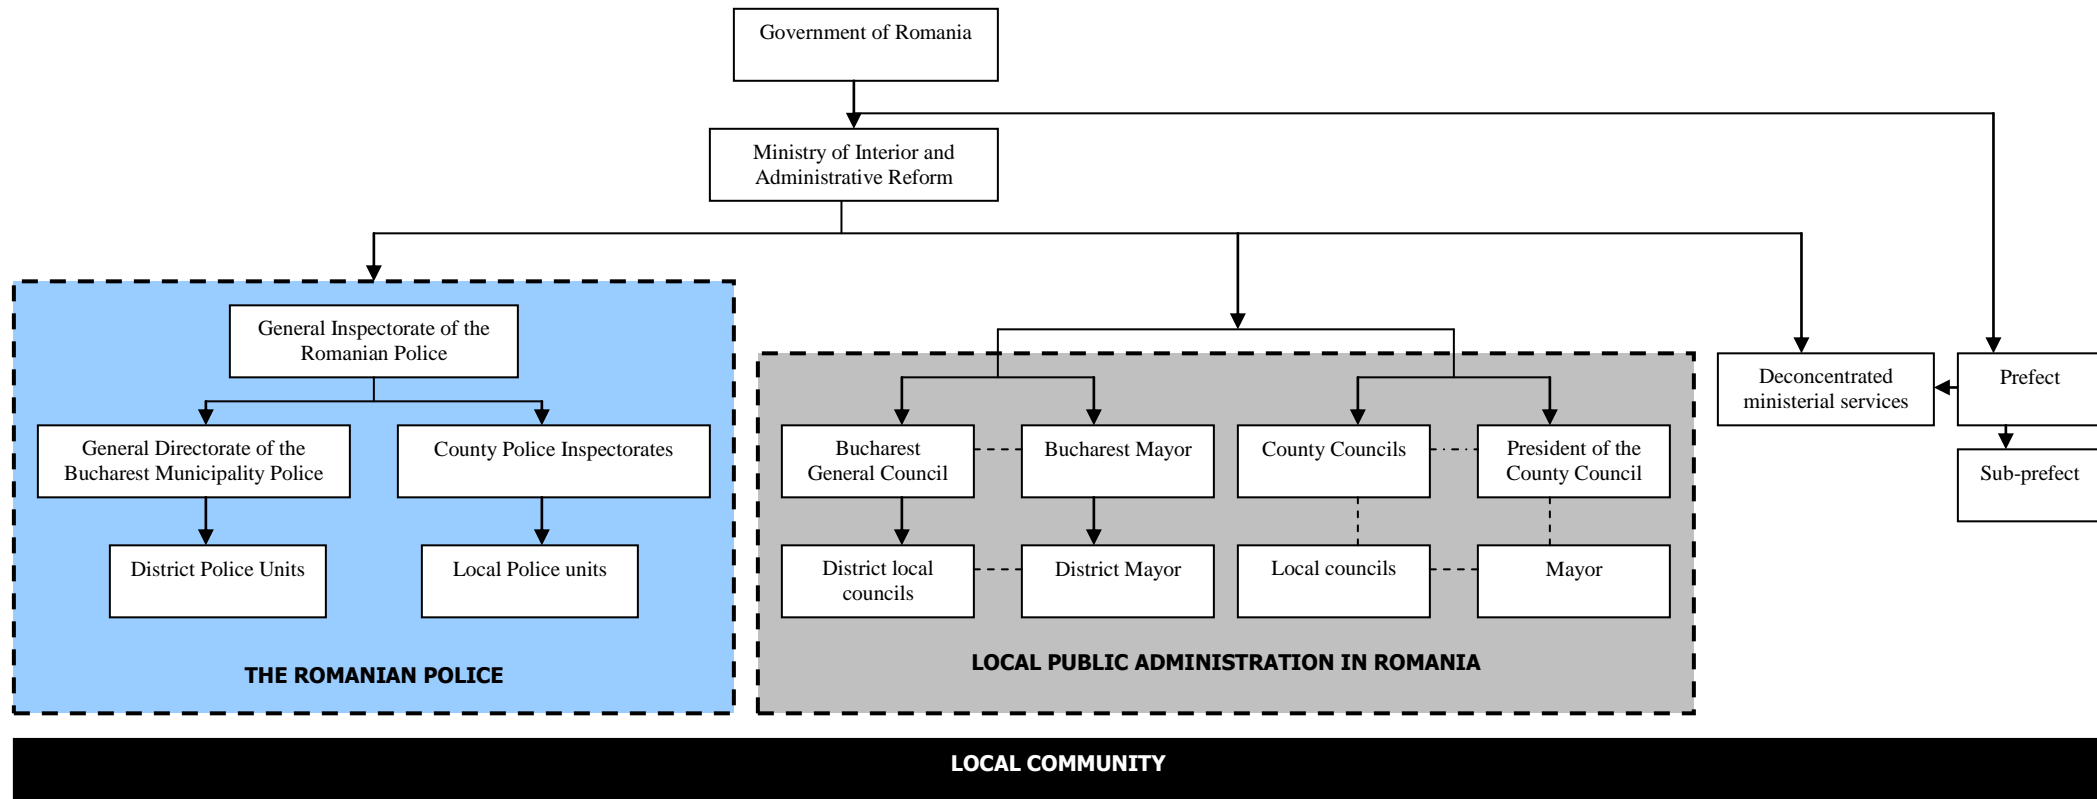 Government of Romania
Ministry of Interior and
Administrative Reform
General Inspectorate of the
Romanian Police
General Directorate of the
Bucharest Municipality Police
County Police Inspectorates
District Police Units
Local Police units
THE ROMANIAN POLICE
Bucharest
General Council
Bucharest Mayor
County Councils
President of the
County Council
District local
councils
District Mayor
Local councils
Mayor
LOCAL PUBLIC ADMINISTRATION IN ROMANIA
Deconcentrated
ministerial services
Prefect
Sub-prefect
LOCAL COMMUNITY